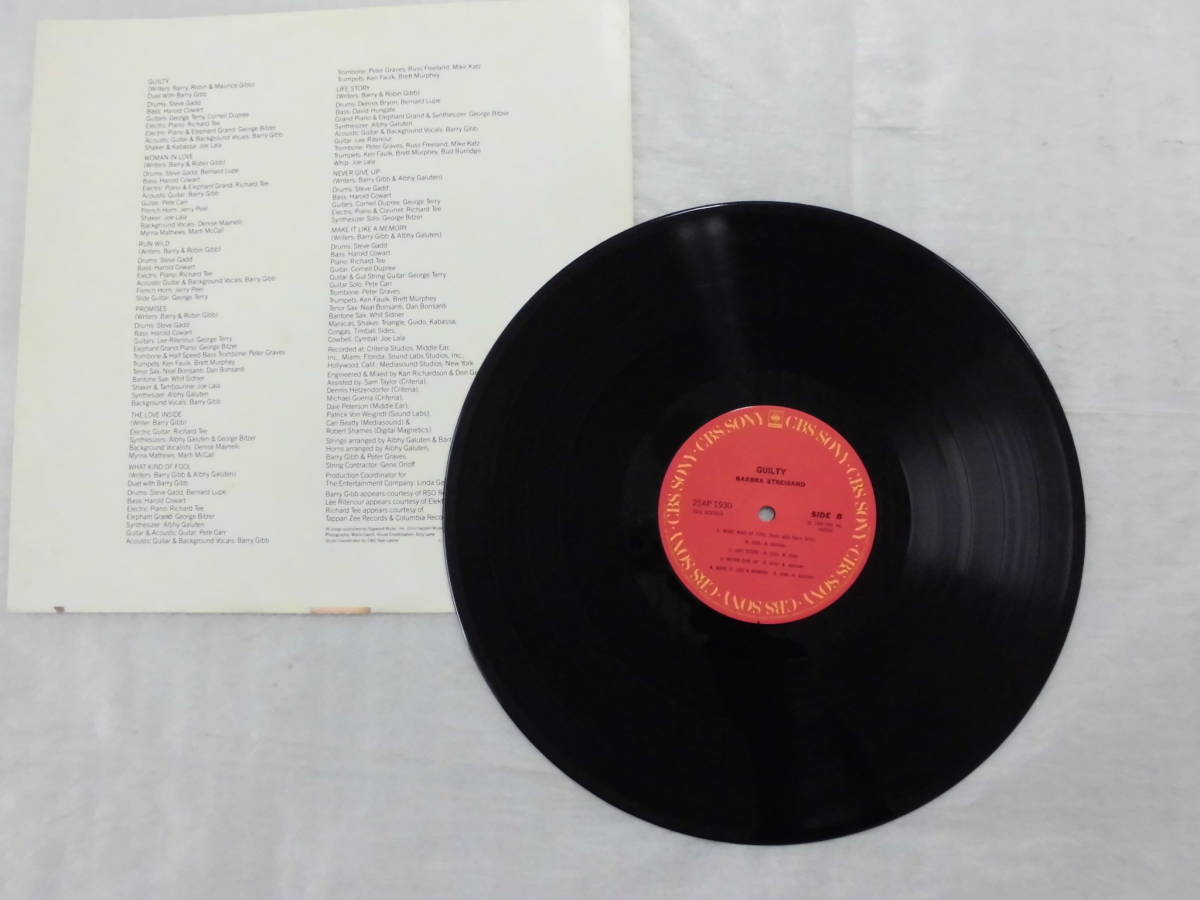 GUILTY
(Writers: Barry, Robin & Maurice Gibb)
Duet with Barry Gibb
Drums: Steve Gadd
Bass: Harold Cowart
Guitars: George Terry, Cornell Dupree
Electric Piano: Richard Tee
Electric Piano & Elephant Grand: George Bitzer
Acoustic Guitar & Background Vocals: Barry Gibb
Shaker & Kabassa: Joe Lala
WOMAN IN LOVE
(Writers: Barry & Robin Gibb)
Drums: Steve Gadd, Bernard Lupe
Bass: Harold Cowart
Electric Piano & Elephant Grand: Richard Tee
Acoustic Guitar: Barry Gibb
Guitar: Pete Carr
French Horn: Jerry Peel
Shaker: Joe Lala
Background Vocals: Denise Maynelli,
Myrna Mathews, Marti McCall
RUN WILD
(Writers: Barry & Robin Gibb)
Drums: Steve Gadd
Bass: Harold Cowart
Electric Piano: Richard Tee
Acoustic Guitar & Background Vocals: Barry Gibb
French Horn: Jerry Peel
Slide Guitar: George Terry
PROMISES
(Writers: Barry & Robin Gibb)
Drums: Steve Gadd
Bass: Harold Cowart
Guitars: Lee Ritenour, George Terry
Elephant Grand Piano: George Bitzer
Trombone & Half Speed Bass Trombone: Peter Graves
Trumpets: Ken Faulk, Brett Murphey
Tenor Sax: Neal Bonsanti, Dan Bonsanti
Baritone Sax: Whit Sidner
Shaker & Tambourine: Joe Lala
Synthesizer: Albhy Galuten
Background Vocals: Barry Gibb
THE LOVE INSIDE
(Writer: Barry Gibb)
Electric Guitar: Richard Tee
Synthesizers: Albhy Galuten & George Bitzer
Background Vocalists: Denise Maynelli,
Myrna Mathews, Marti McCall
WHAT KIND OF FOOL
(Writers: Barry Gibb & Albhy Galuten)
Duet with Barry Gibb
Drums: Steve Gadd, Bernard Lupe
Bass: Harold Cowart
Electric Piano: Richard Tee
Elephant Grand: George Bitzer
Synthesizer: Albhy Galuten
Guitar & Acoustic Guitar: Pete Carr
Acoustic Guitar & Background Vocals: Barry Gibb
Trombone: Peter Graves, Russ Freeland, Mike Katz
Trumpets: Ken Faulk, Brett Murphey
LIFE STORY
(Writers: Barry & Robin Gibb)
Drums: Dennis Bryon, Bernard Lupe
Bass: David Hungate
Grand Piano & Elephant Grand & Synthesizer: George Bitzer
Synthesizer: Albhy Galuten
Acoustic Guitar & Background Vocals: Barry Gibb
Guitar: Lee Ritenour
Trombone: Peter Graves, Russ Freeland, Mike Katz
Trumpets: Ken Faulk, Brett Murphey, Bud Burridge
Whip: Joe Lala
NEVER GIVE UP
(Writers: Barry Gibb & Albhy Galuten)
Drums: Steve Gadd
Bass: Harold Cowart
Guitars: Cornell Dupree, George Terry
Electric Piano & Clavinet: Richard Tee
Synthesizer Solo: George Bitzer
MAKE IT LIKE A MEMORY
(Writers: Barry Gibb & Albhy Galuten)
Drums: Steve Gadd
Bass: Harold Cowart
Piano: Richard Tee
Guitar: Cornell Dupree
Guitar & Gut String Guitar: George Terry
Guitar Solo: Pete Carr
Trombone: Peter Graves
Trumpets: Ken Faulk, Brett Murphey
Tenor Sax: Neal Bonsanti, Dan Bonsanti
Baritone Sax: Whit Sidner
Maracas, Shaker, Triangle, Guido, Kabassa,
Congas, Timbali Sides,
Cowbell, Cymbal: Joe Lala
Recorded at: Criteria Studios, Middle Ear,
Inc., Miami, Florida; Sound Labs Studios, Inc.,
Hollywood, Calif.; Mediasound Studios, New York
Engineered & Mixed by Karl Richardson & Don Ge
Assisted by: Sam Taylor (Criteria),
Dennis Hetzendorfer (Criteria),
Michael Guerra (Criteria),
Dale Peterson (Middle Ear),
Patrick Von Weigndt (Sound Labs),
Carl Beatty (Mediasound) &
Robert Shames (Digital Magnetics)
Strings arranged by Albhy Galuten & Barr
Horns arranged by Albhy Galuten,
Barry Gibb & Peter Graves
String Contractor: Gene Orloff
Production Coordinator for
The Entertainment Company: Linda Ge
Barry Gibb appears courtesy of RSO Re
Lee Ritenour appears courtesy of Elekt
Richard Tee appears courtesy of
Tappan Zee Records & Columbia Reco
CBS SONY · CBS SONY · CBS SONY · CBS SONY · CBS SONY · CBS SONY
GUILTY
BARBRA STREISAND
25AP 1930
SIDE B
1. WHAT KIND OF FOOL (Duet with Barry Gibb)
2. LIFE STORY
3. NEVER GIVE UP
4. MAKE IT LIKE A MEMORY